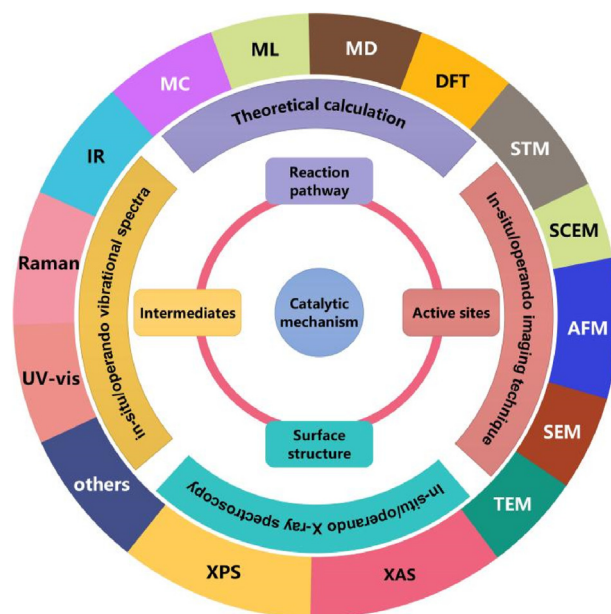 ML
MD
MC
DFT
Theoretical calculation
IR
STM
Reaction
pathway
In-situ/operando vibrational spectra
In-situ/operando imaging technique
SCEM
Raman
Intermediates
Catalytic
mechanism
Active sites
AFM
UV-vis
SEM
Surface
structure
others
TEM
In-situ/operando X-ray spectroscopy
XPS
XAS